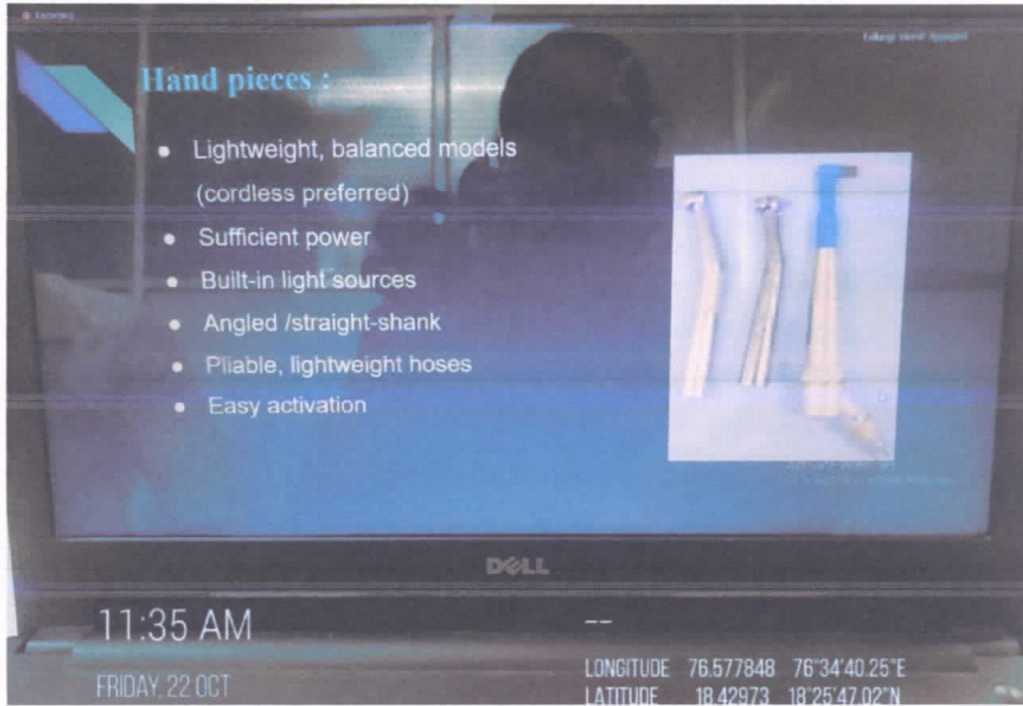 Recording
Hand pieces :
● Lightweight, balanced models
(cordless preferred)
● Sufficient power
● Built-in light sources
● Angled /straight-shank
● Pliable, lightweight hoses
● Easy activation
DELL
11:35 AM
--
FRIDAY, 22 OCT
LONGITUDE 76.577848 76°34'40.25"E
LATITUDE 18.42973 18°25'47.02"N